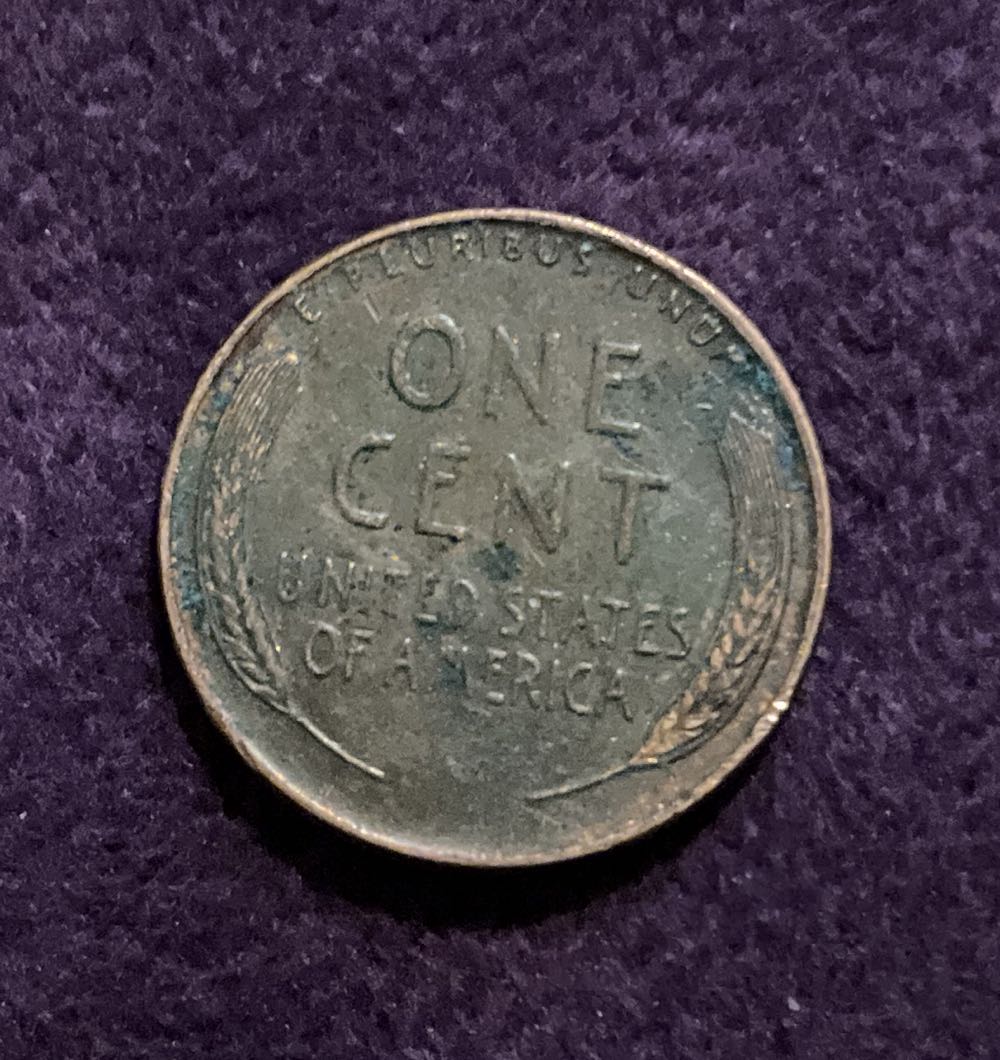 E·PLURIBUS·UNUM
ONE
CENT
UNITED STATES
OF AMERICA